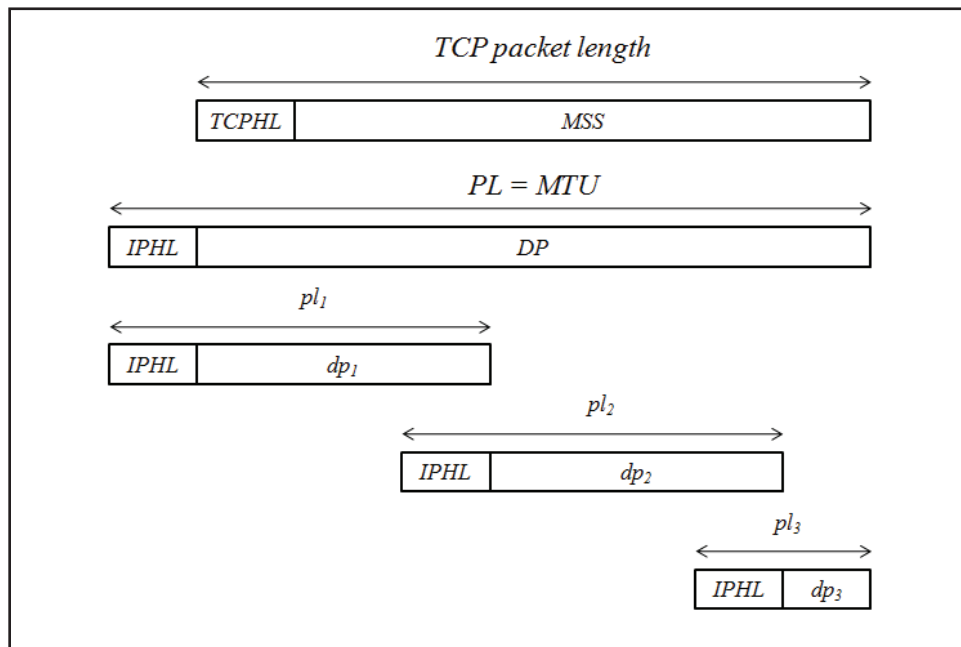 TCP packet length
TCPHL MSS
PL = MTU
IPHL DP
pl₁
IPHL dp₁
pl₂
IPHL dp₂
pl₃
IPHL dp₃